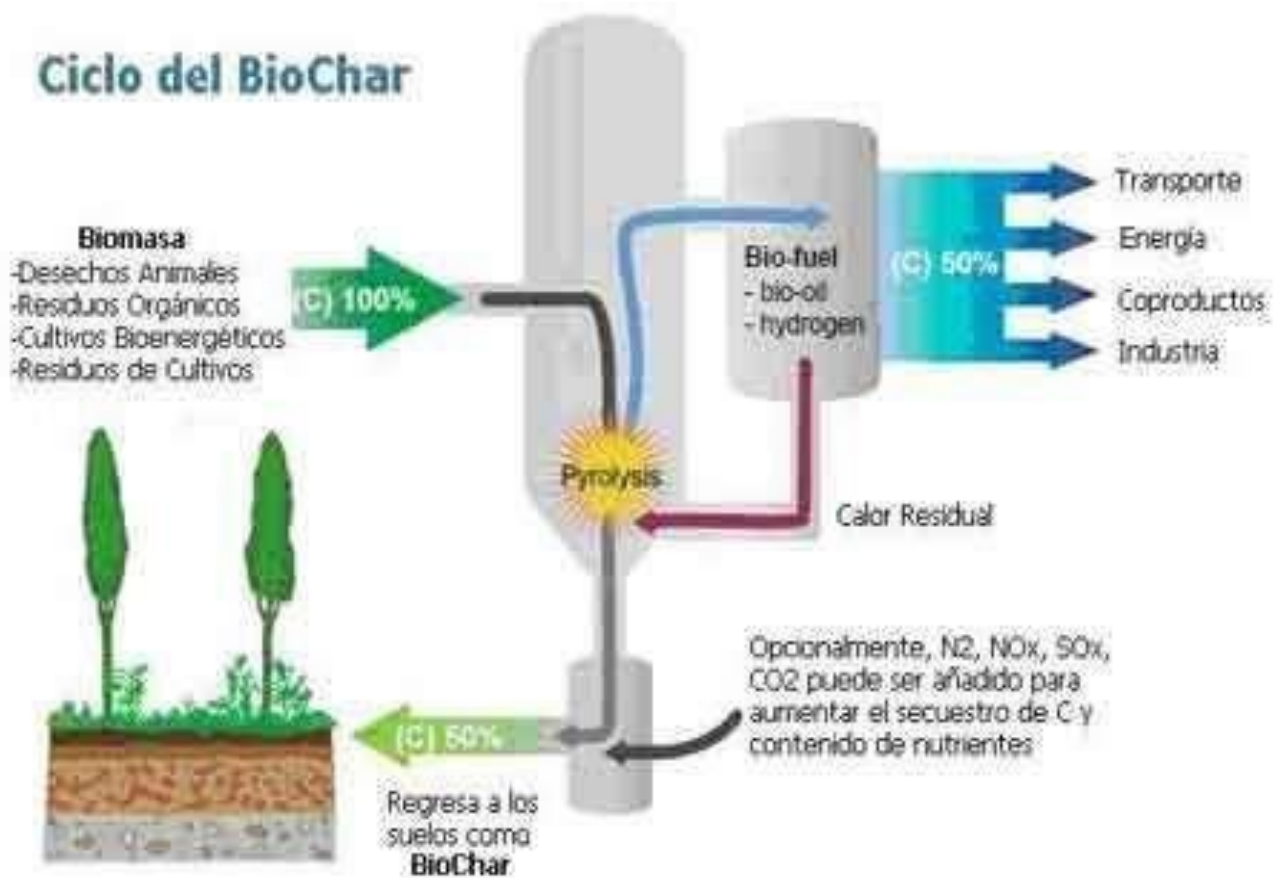 Ciclo del BioChar
Biomasa
-Desechos Animales
-Residuos Orgánicos
-Cultivos Bioenergéticos
-Residuos de Cultivos
(C) 100%
Bio-fuel
- bio-oil
- hydrogen
(C) 50%
Transporte
Energía
Coproductos
Industria
Pyrolysis
Calor Residual
Opcionalmente, N2, NOx, SOx,
CO2 puede ser añadido para
aumentar el secuestro de C y
contenido de nutrientes
(C) 50%
Regresa a los
suelos como
BioChar